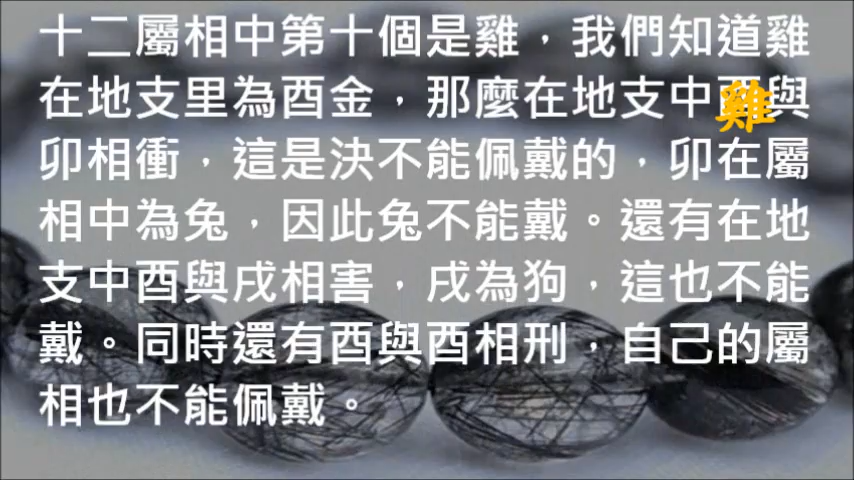 十二屬相中第十個是雞，我們知道雞
在地支里為酉金，那麼在地支中與
雞
卯相衝，這是決不能佩戴的，卯在屬
相中為兔，因此兔不能戴。還有在地
支中酉與戌相害，戌為狗，這也不能
戴。同時還有酉與酉相刑，自己的屬
相也不能佩戴。